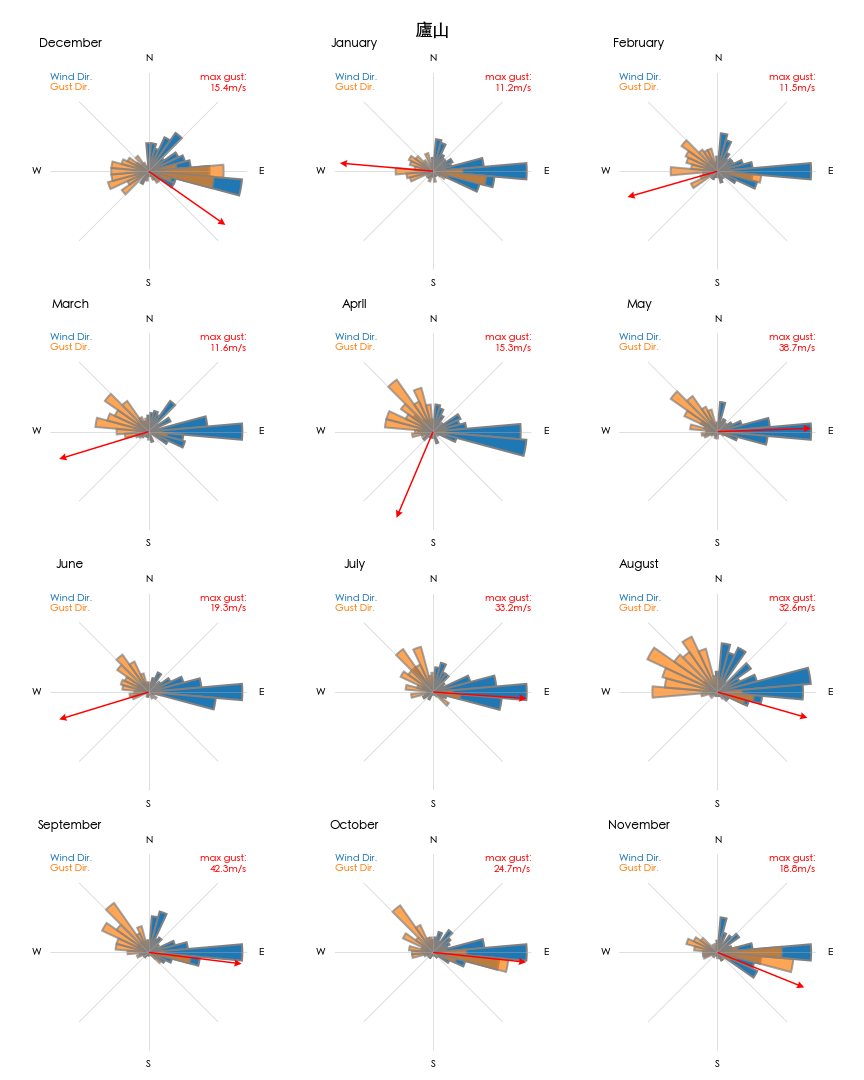 廬山
December
N
Wind Dir.
Gust Dir.
max gust:
15.4m/s
W
E
S
January
N
Wind Dir.
Gust Dir.
max gust:
11.2m/s
W
E
S
February
N
Wind Dir.
Gust Dir.
max gust:
11.5m/s
W
E
S
March
N
Wind Dir.
Gust Dir.
max gust:
11.6m/s
W
E
S
April
N
Wind Dir.
Gust Dir.
max gust:
15.3m/s
W
E
S
May
N
Wind Dir.
Gust Dir.
max gust:
38.7m/s
W
E
S
June
N
Wind Dir.
Gust Dir.
max gust:
19.3m/s
W
E
S
July
N
Wind Dir.
Gust Dir.
max gust:
33.2m/s
W
E
S
August
N
Wind Dir.
Gust Dir.
max gust:
32.6m/s
W
E
S
September
N
Wind Dir.
Gust Dir.
max gust:
42.3m/s
W
E
S
October
N
Wind Dir.
Gust Dir.
max gust:
24.7m/s
W
E
S
November
N
Wind Dir.
Gust Dir.
max gust:
18.8m/s
W
E
S